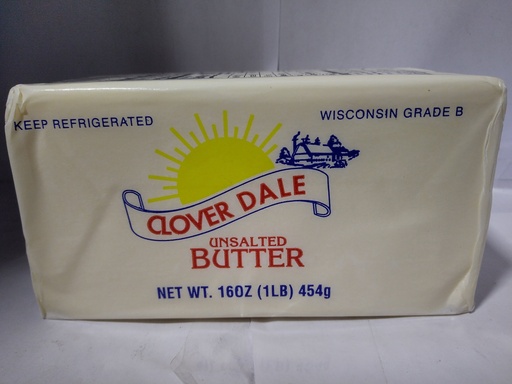 KEEP REFRIGERATED
WISCONSIN GRADE B
CLOVER DALE
UNSALTED
BUTTER
NET WT. 16OZ (1LB) 454g